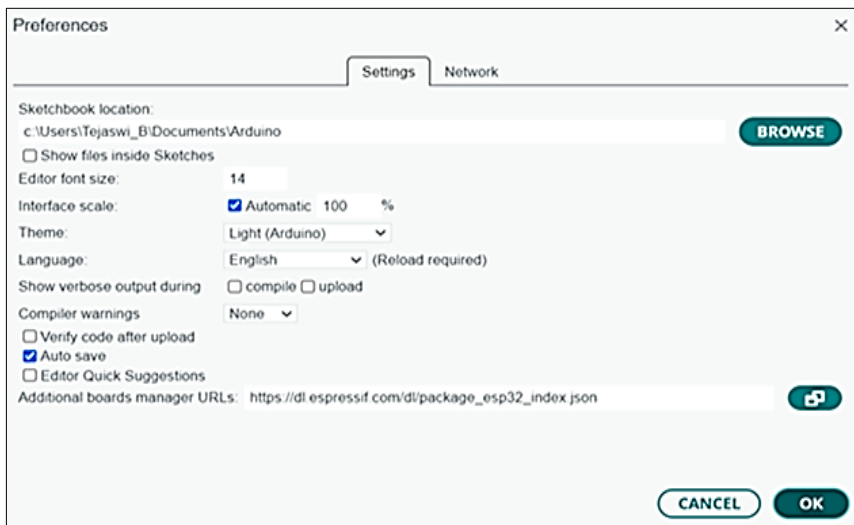 Preferences
Settings Network
Sketchbook location:
c:\Users\Tejaswi_B\Documents\Arduino BROWSE
Show files inside Sketches
Editor font size: 14
Interface scale: Automatic 100 %
Theme: Light (Arduino)
Language: English (Reload required)
Show verbose output during compile upload
Compiler warnings None
Verify code after upload
Auto save
Editor Quick Suggestions
Additional boards manager URLs: https://dl.espressif.com/dl/package_esp32_index.json
CANCEL OK